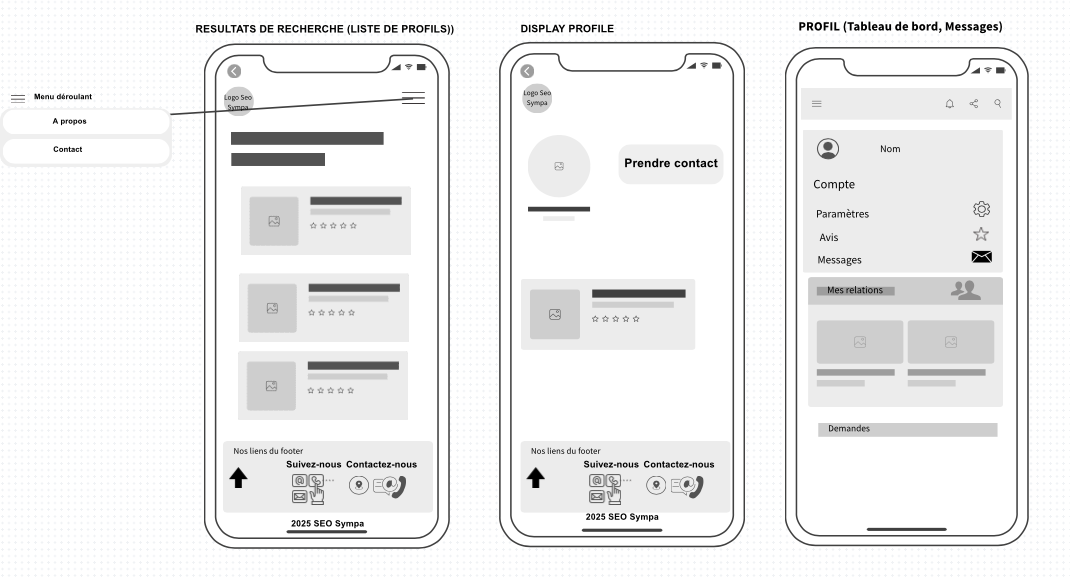 RESULTATS DE RECHERCHE (LISTE DE PROFILS))
DISPLAY PROFILE
PROFIL (Tableau de bord, Messages)
Menu déroulant
A propos
Contact
Logo Seo
Sympa
Nos liens du footer
Suivez-nous Contactez-nous
2025 SEO Sympa
Logo Seo
Sympa
Prendre contact
Nos liens du footer
Suivez-nous Contactez-nous
2025 SEO Sympa
Nom
Compte
Paramètres
Avis
Messages
Mes relations
Demandes